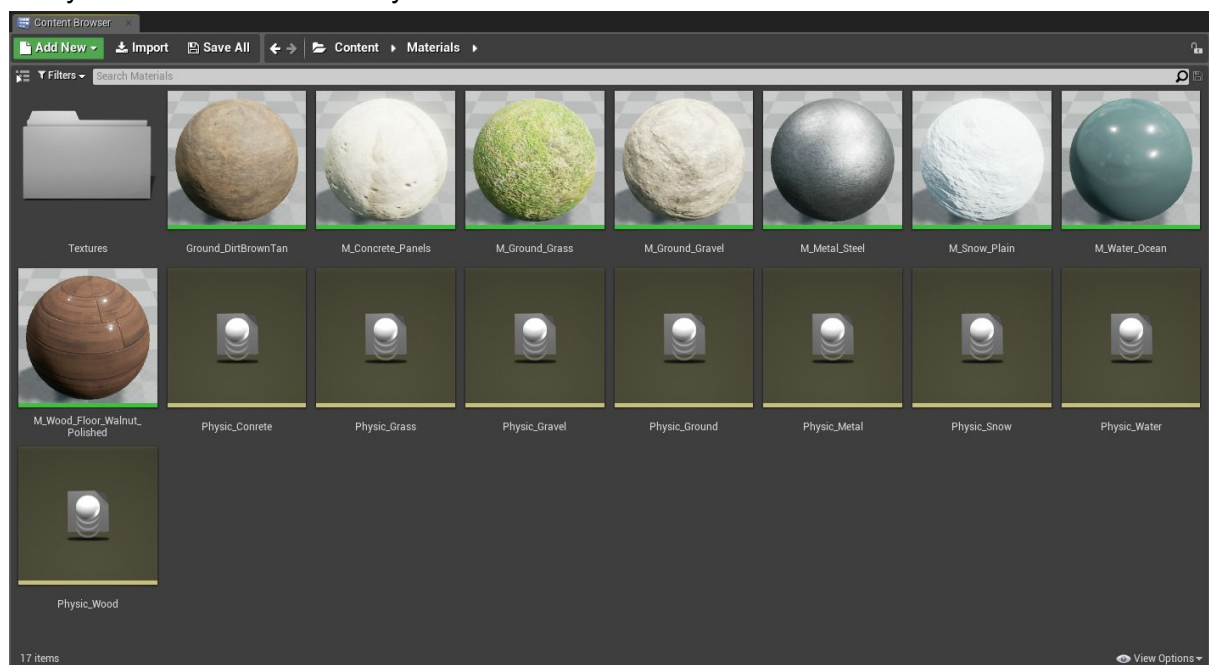 Content Browser
Add New Import Save All Content Materials
Filters Search Materials
Textures Ground_DirtBrownTan M_Concrete_Panels M_Ground_Grass M_Ground_Gravel M_Metal_Steel M_Snow_Plain M_Water_Ocean
M_Wood_Floor_Walnut_
Polished Physic_Conrete Physic_Grass Physic_Gravel Physic_Ground Physic_Metal Physic_Snow Physic_Water
Physic_Wood
17 items View Options